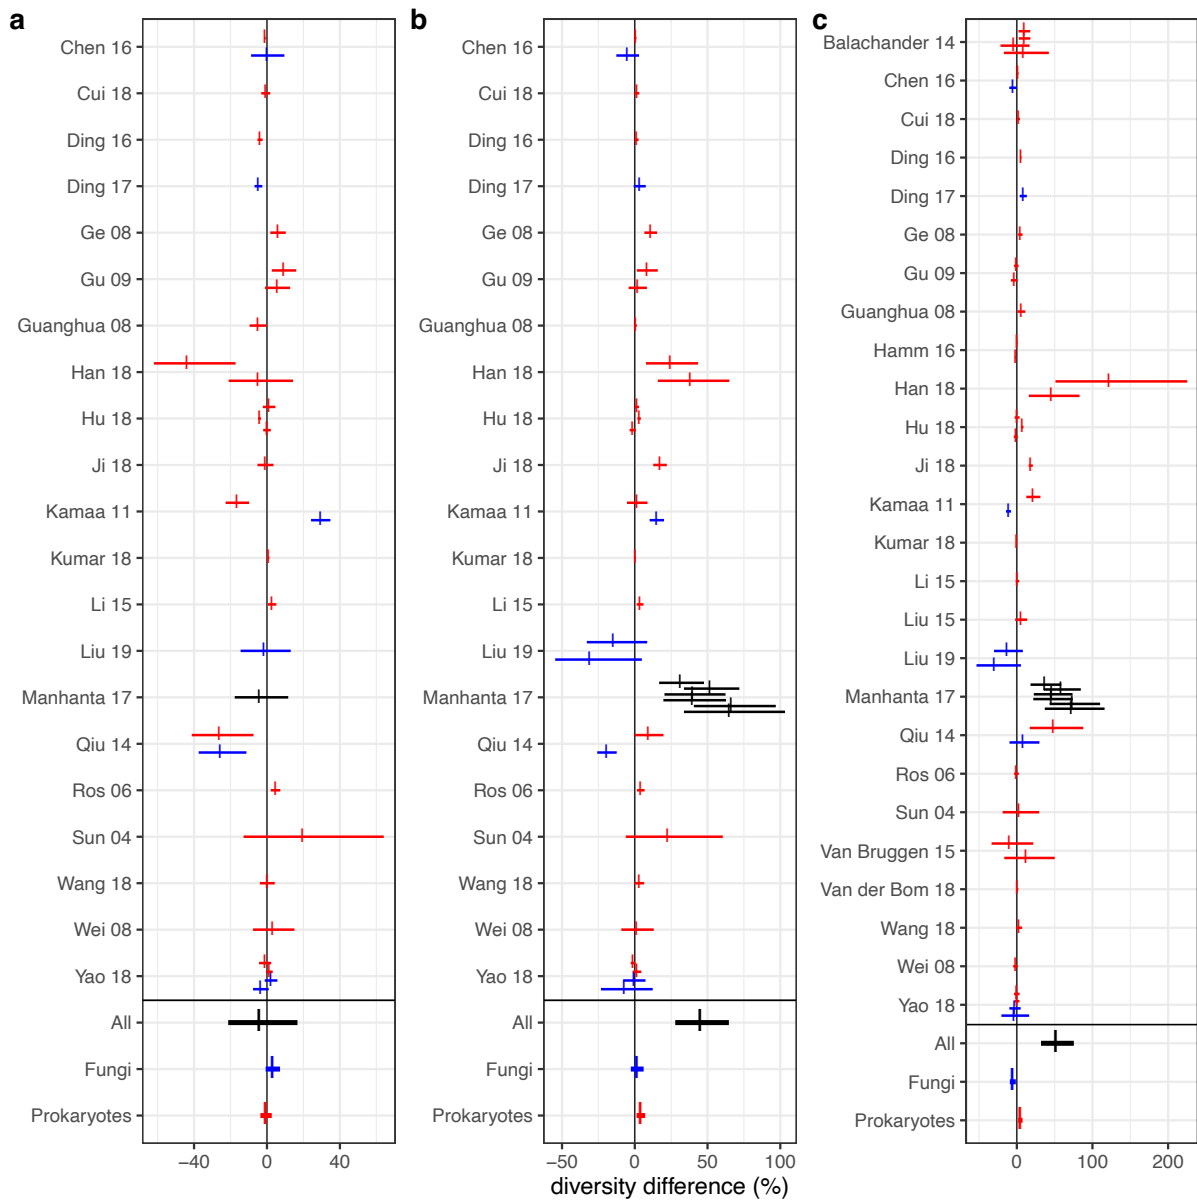 a
Chen 16
Cui 18
Ding 16
Ding 17
Ge 08
Gu 09
Guanghua 08
Han 18
Hu 18
Ji 18
Kamaa 11
Kumar 18
Li 15
Liu 19
Manhanta 17
Qiu 14
Ros 06
Sun 04
Wang 18
Wei 08
Yao 18
All
Fungi
Prokaryotes
−40 0 40
b
Chen 16
Cui 18
Ding 16
Ding 17
Ge 08
Gu 09
Guanghua 08
Han 18
Hu 18
Ji 18
Kamaa 11
Kumar 18
Li 15
Liu 19
Manhanta 17
Qiu 14
Ros 06
Sun 04
Wang 18
Wei 08
Yao 18
All
Fungi
Prokaryotes
−50 0 50 100
diversity difference (%)
c
Balachander 14
Chen 16
Cui 18
Ding 16
Ding 17
Ge 08
Gu 09
Guanghua 08
Hamm 16
Han 18
Hu 18
Ji 18
Kamaa 11
Kumar 18
Li 15
Liu 15
Liu 19
Manhanta 17
Qiu 14
Ros 06
Sun 04
Van Bruggen 15
Van der Bom 18
Wang 18
Wei 08
Yao 18
All
Fungi
Prokaryotes
0 100 200